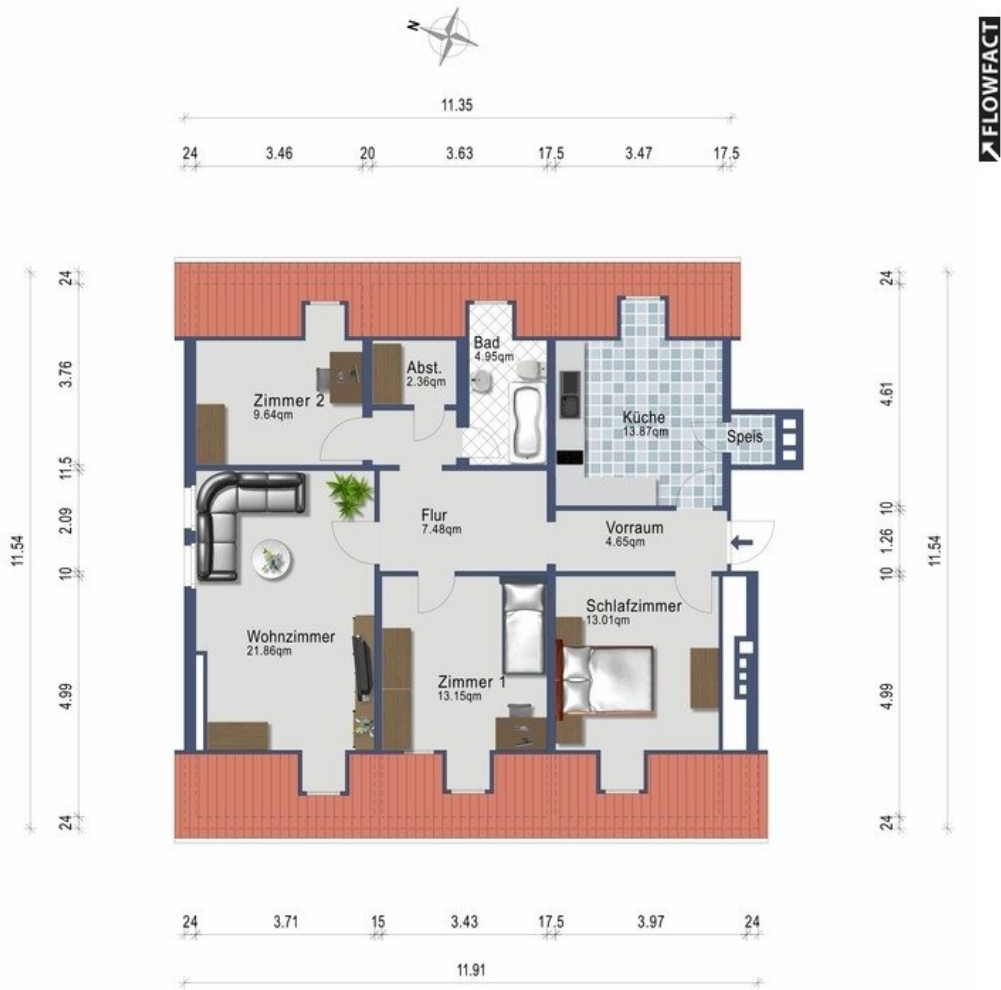 N
FLOWFACT
11.35
24 3.46 20 3.63 17.5 3.47 17.5
24 3.76 11.5 2.09 10 4.99 24
11.54
Bad
4.95qm
Abst.
2.36qm
Zimmer 2
9.64qm
Küche
13.87qm
Speis
Flur
7.48qm
Vorraum
4.65qm
Schlafzimmer
13.01qm
Wohnzimmer
21.86qm
Zimmer 1
13.15qm
24 4.61 10 1.26 10 4.99 24
11.54
24 3.71 15 3.43 17.5 3.97 24
11.91